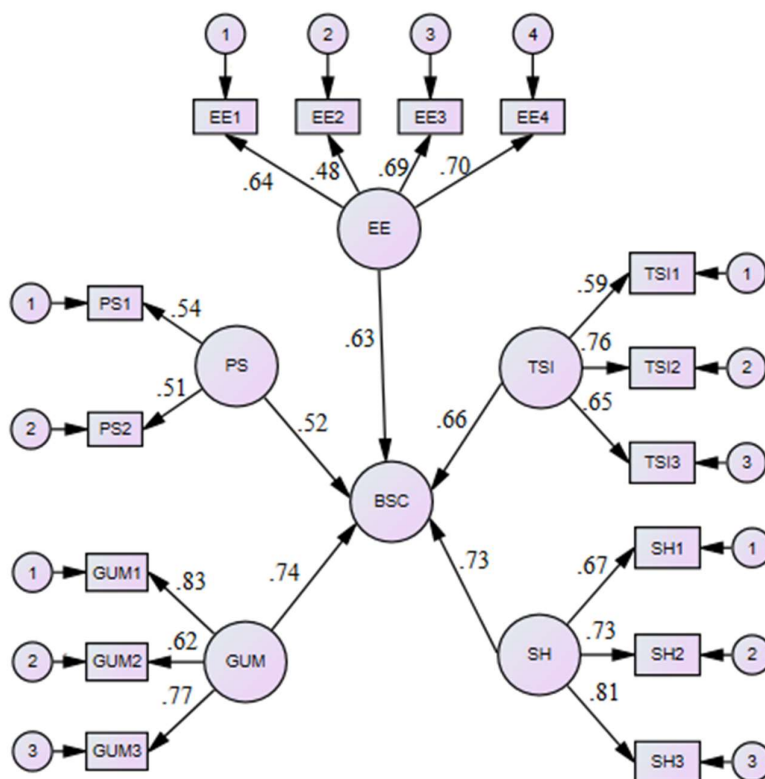 1 2 3 4
EE1 EE2 EE3 EE4
.64 .48 .69 .70
EE
1 PS1 .54
PS
2 PS2 .51
.52
.63
.59 TSI1 1
TSI .76 TSI2 2
.65 TSI3 3
.66
BSC
1 GUM1 .83
2 GUM2 .62 GUM
3 GUM3 .77
.74
.73
.67 SH1 1
SH .73 SH2 2
.81 SH3 3